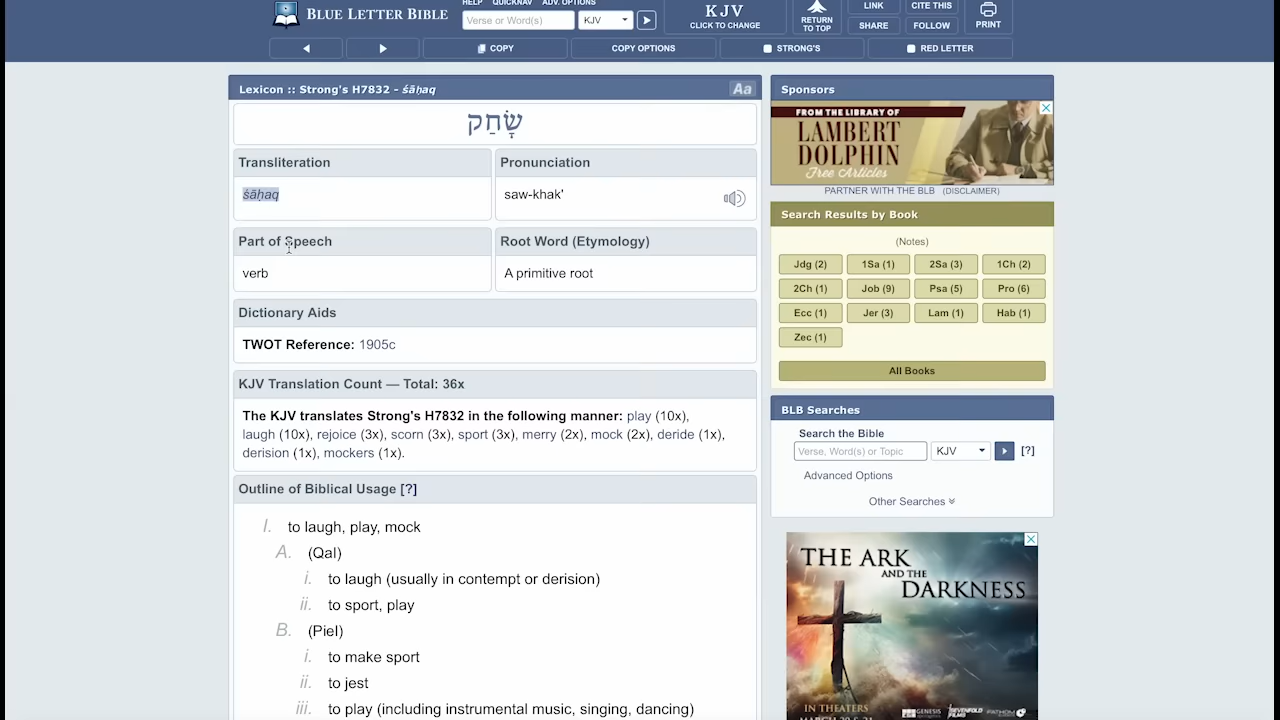 HELP QUICKNAV ADV. OPTIONS
BLUE LETTER BIBLE
Verse or Word(s)
KJV
KJV
CLICK TO CHANGE
RETURN
TO TOP
LINK
SHARE
CITE THIS
FOLLOW
PRINT
COPY
COPY OPTIONS
STRONG'S
RED LETTER
Lexicon :: Strong's H7832 - śāḥaq
Aa
שָׂחַק
Transliteration
śāḥaq
Pronunciation
saw-khak'
Part of Speech
verb
Root Word (Etymology)
A primitive root
Dictionary Aids
TWOT Reference: 1905c
KJV Translation Count — Total: 36x
The KJV translates Strong's H7832 in the following manner: play (10x),
laugh (10x), rejoice (3x), scorn (3x), sport (3x), merry (2x), mock (2x), deride (1x),
derision (1x), mockers (1x).
Outline of Biblical Usage [?]
I. to laugh, play, mock
A. (Qal)
i. to laugh (usually in contempt or derision)
ii. to sport, play
B. (Piel)
i. to make sport
ii. to jest
iii. to play (including instrumental music, singing, dancing)
Sponsors
FROM THE LIBRARY OF
LAMBERT
DOLPHIN
Free Articles
PARTNER WITH THE BLB (DISCLAIMER)
Search Results by Book
(Notes)
Jdg (2) 1Sa (1) 2Sa (3) 1Ch (2)
2Ch (1) Job (9) Psa (5) Pro (6)
Ecc (1) Jer (3) Lam (1) Hab (1)
Zec (1)
All Books
BLB Searches
Search the Bible
Verse, Word(s) or Topic KJV [?]
Advanced Options
Other Searches
THE ARK
AND THE
DARKNESS
IN THEATERS
GENESIS
SEVENFOLD
FILMS
FATHOM